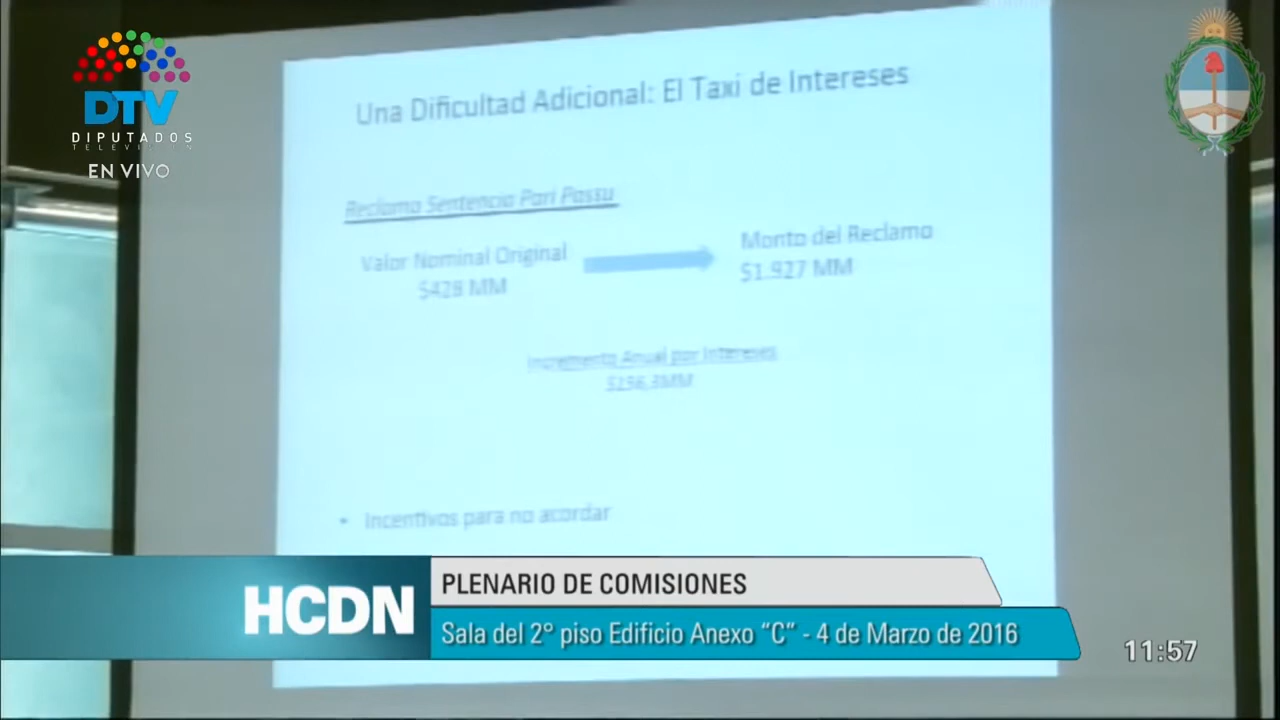 DTV
DIPUTADOS
TELEVISIÓN
EN VIVO
Una Dificultad Adicional: El Taxi de Intereses
Reclamo Sentencia Pari Passu
Valor Nominal Original
$428 MM
Monto del Reclamo
$1.927 MM
Incremento Anual por Intereses
• Incentivos para no acordar
HCDN
PLENARIO DE COMISIONES
Sala del 2° piso Edificio Anexo “C” - 4 de Marzo de 2016
11:57